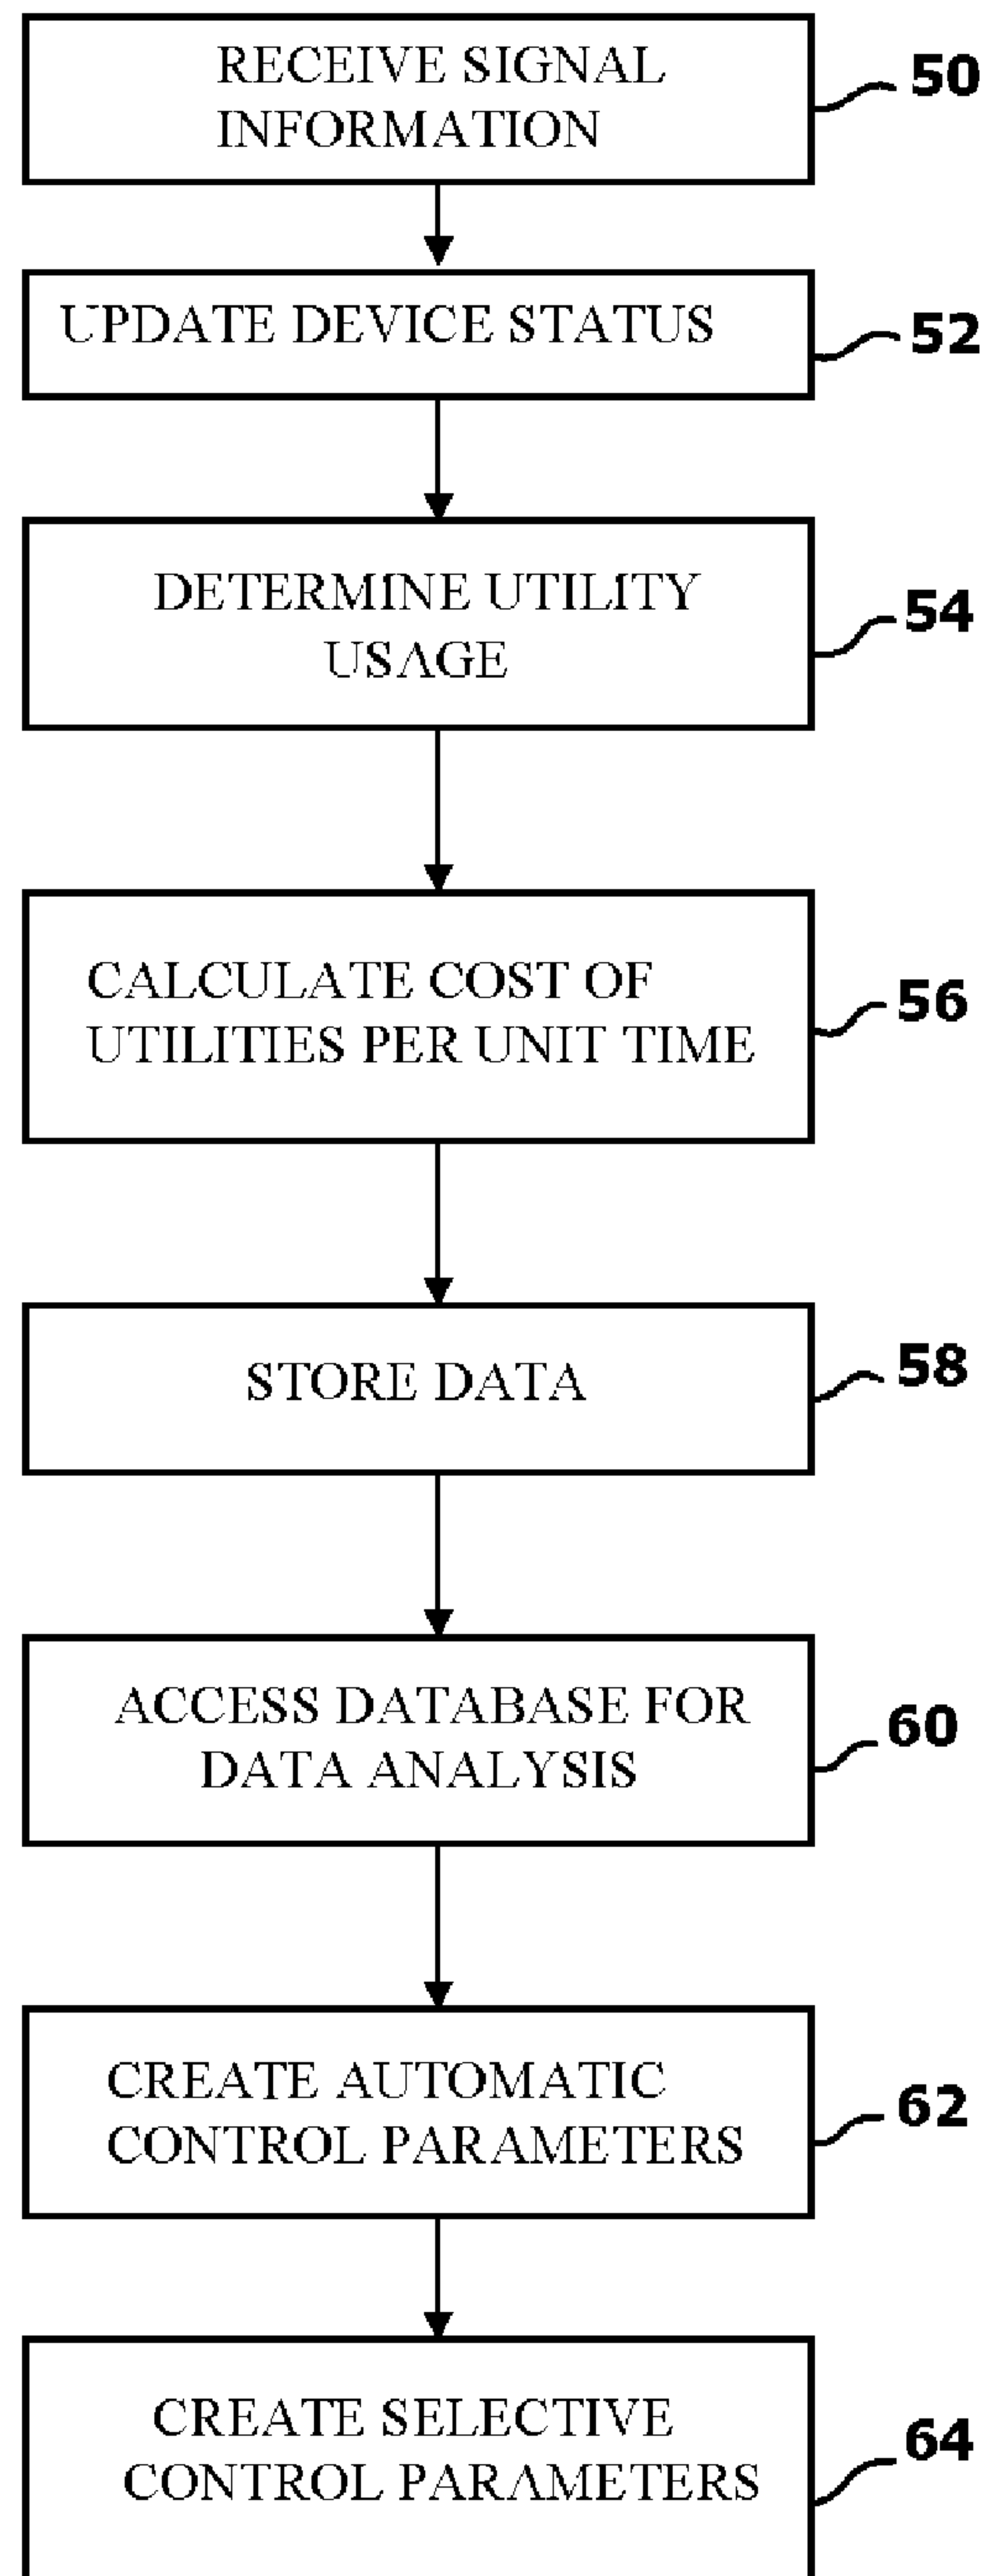 RECEIVE SIGNAL
INFORMATION
50
UPDATE DEVICE STATUS
52
DETERMINE UTILITY
USAGE
54
CALCULATE COST OF
UTILITIES PER UNIT TIME
56
STORE DATA
58
ACCESS DATABASE FOR
DATA ANALYSIS
60
CREATE AUTOMATIC
CONTROL PARAMETERS
62
CREATE SELECTIVE
CONTROL PARAMETERS
64